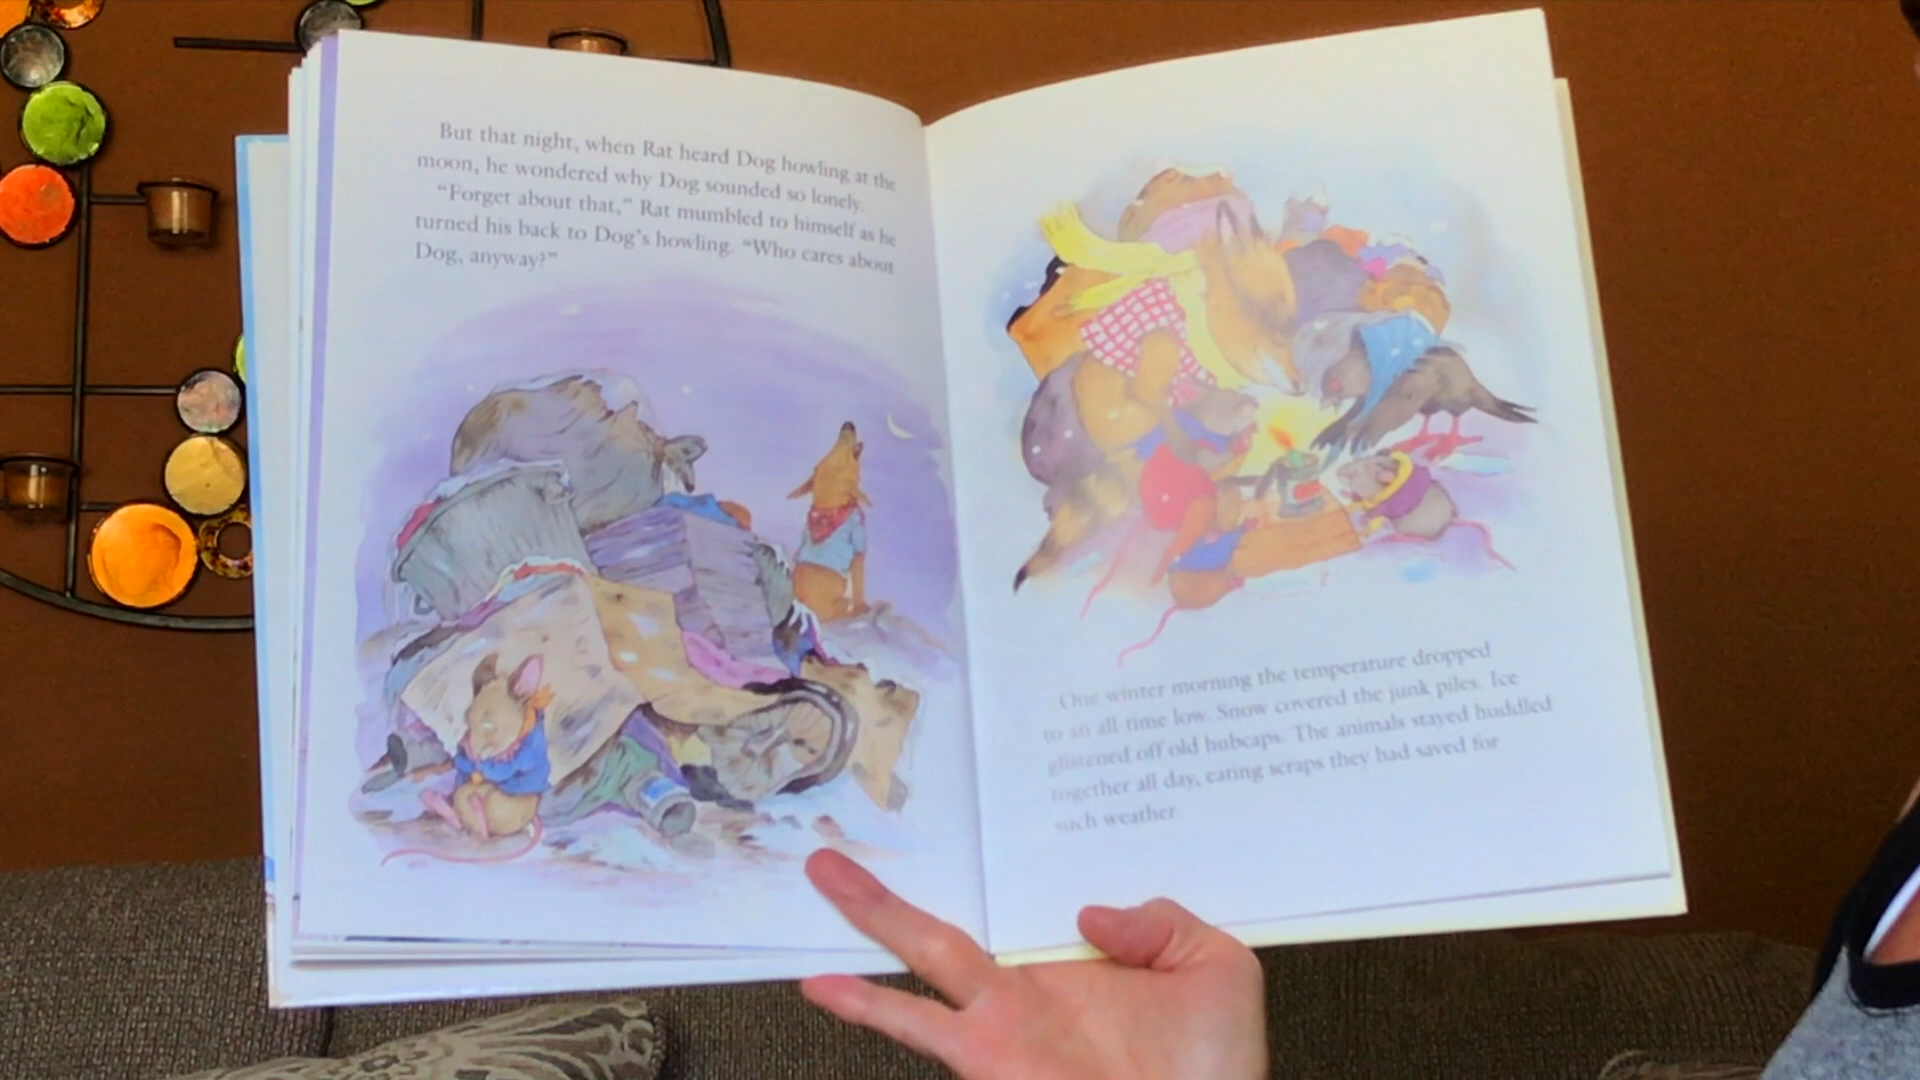 But that night, when Rat heard Dog howling at the
moon, he wondered why Dog sounded so lonely.
“Forget about that,” Rat mumbled to himself as he
turned his back to Dog’s howling. “Who cares about
Dog, anyway?”
One winter morning the temperature dropped
to an all-time low. Snow covered the junk piles. Ice
glistened off old hubcaps. The animals stayed huddled
together all day, eating scraps they had saved for
such weather.